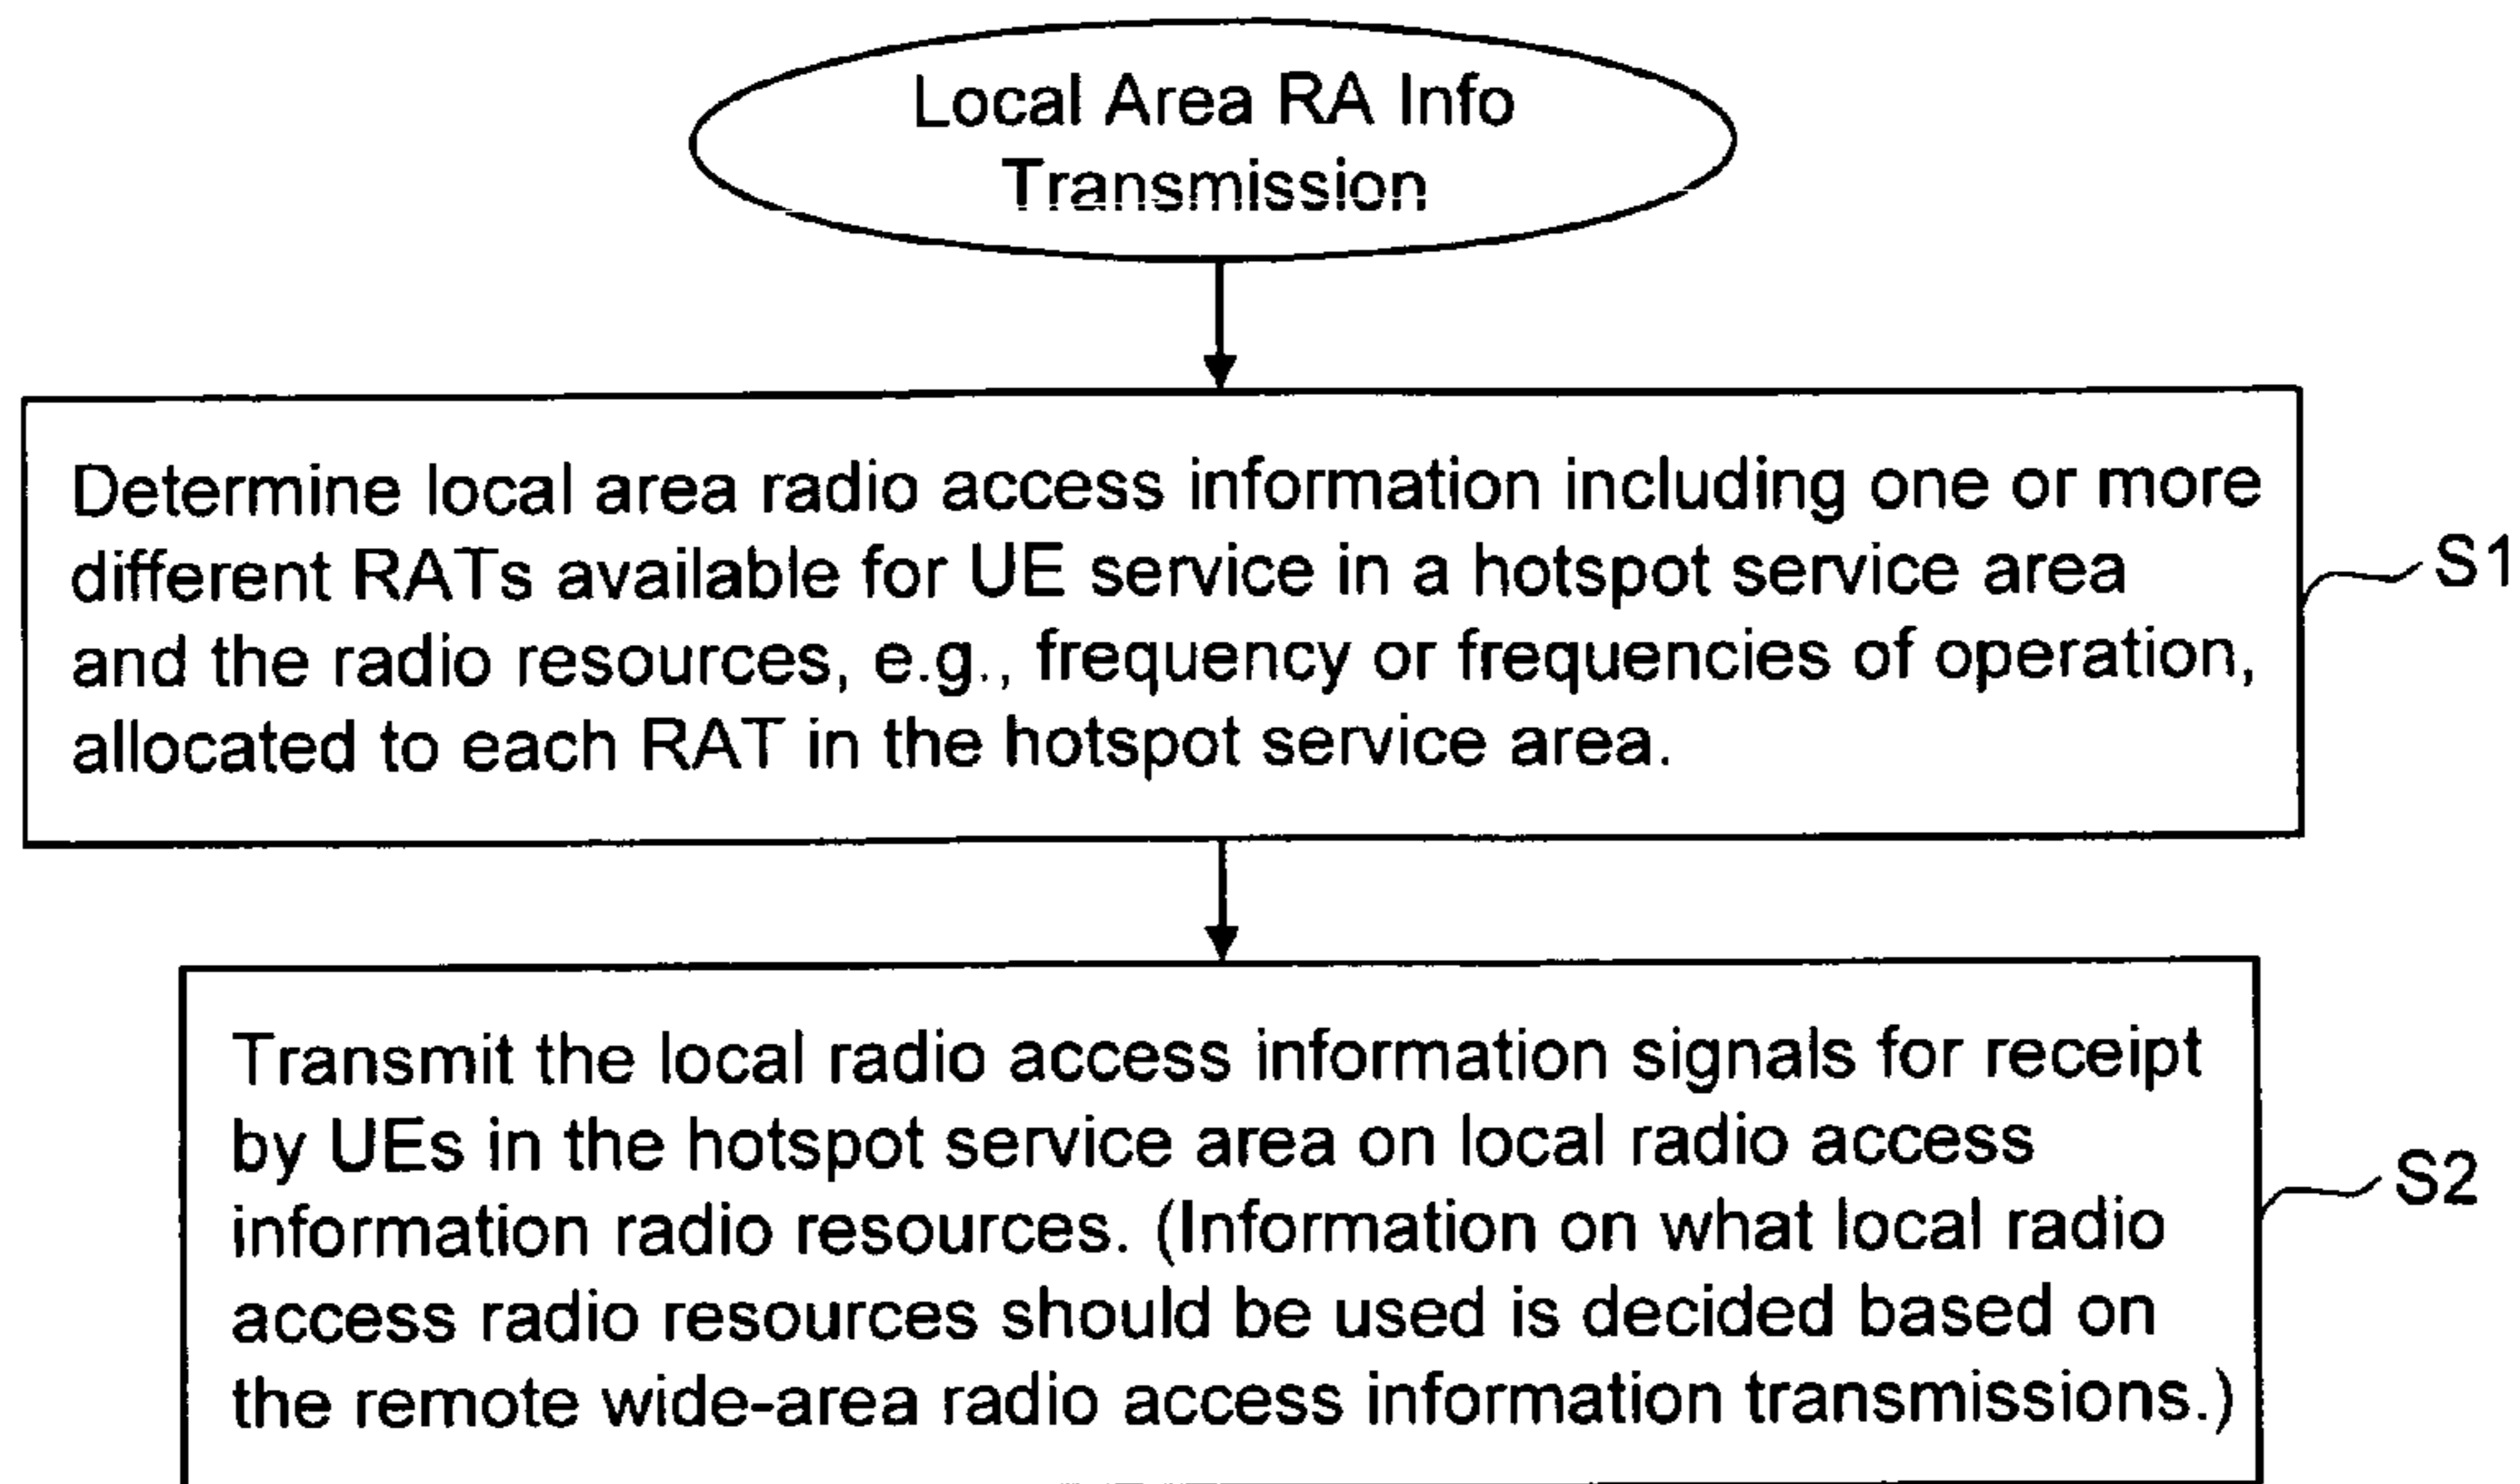 Local Area RA Info
Transmission
Determine local area radio access information including one or more
different RATs available for UE service in a hotspot service area
and the radio resources, e.g., frequency or frequencies of operation,
allocated to each RAT in the hotspot service area.
S1
Transmit the local radio access information signals for receipt
by UEs in the hotspot service area on local radio access
information radio resources. (Information on what local radio
access radio resources should be used is decided based on
the remote wide-area radio access information transmissions.)
S2